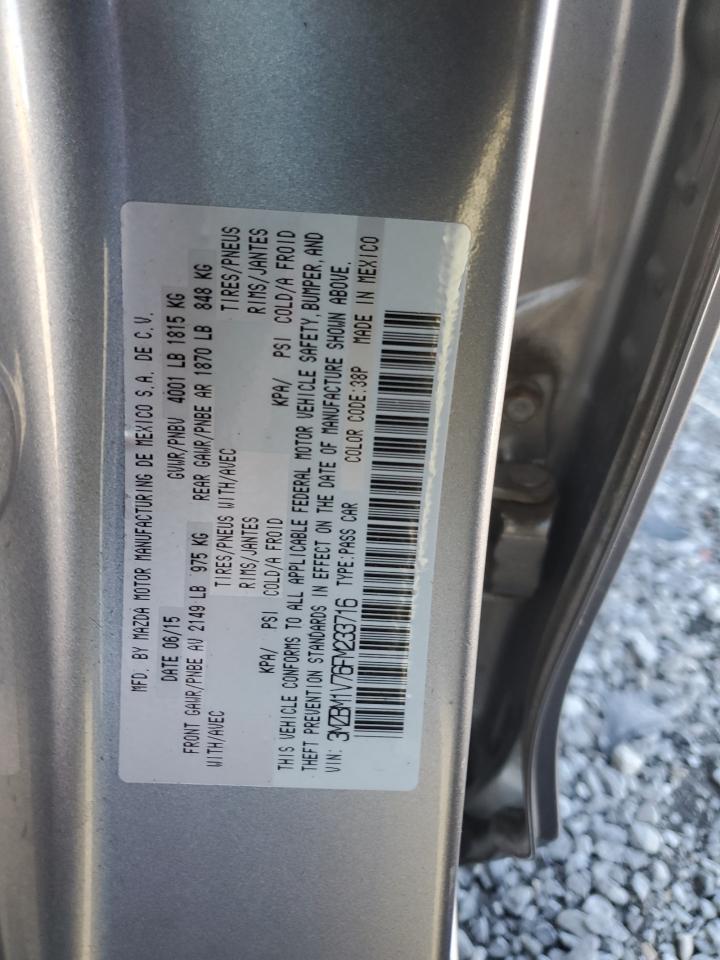 MFD. BY MAZDA MOTOR MANUFACTURING DE MEXICO S.A. DE C.V.
DATE 06/15 GVWR/PNBV 4001 LB 1815 KG
FRONT GAWR/PNBE AV 2149 LB 975 KG REAR GAWR/PNBE AR 1870 LB 848 KG
WITH/AVEC TIRES/PNEUS WITH/AVEC TIRES/PNEUS
RIMS/JANTES RIMS/JANTES
KPA/ PSI COLD/A FROID KPA/ PSI COLD/A FROID
THIS VEHICLE CONFORMS TO ALL APPLICABLE FEDERAL MOTOR VEHICLE SAFETY, BUMPER, AND
THEFT PREVENTION STANDARDS IN EFFECT ON THE DATE OF MANUFACTURE SHOWN ABOVE.
VIN: 3MZBM1V76FM233716 TYPE:PASS CAR COLOR CODE:38P MADE IN MEXICO